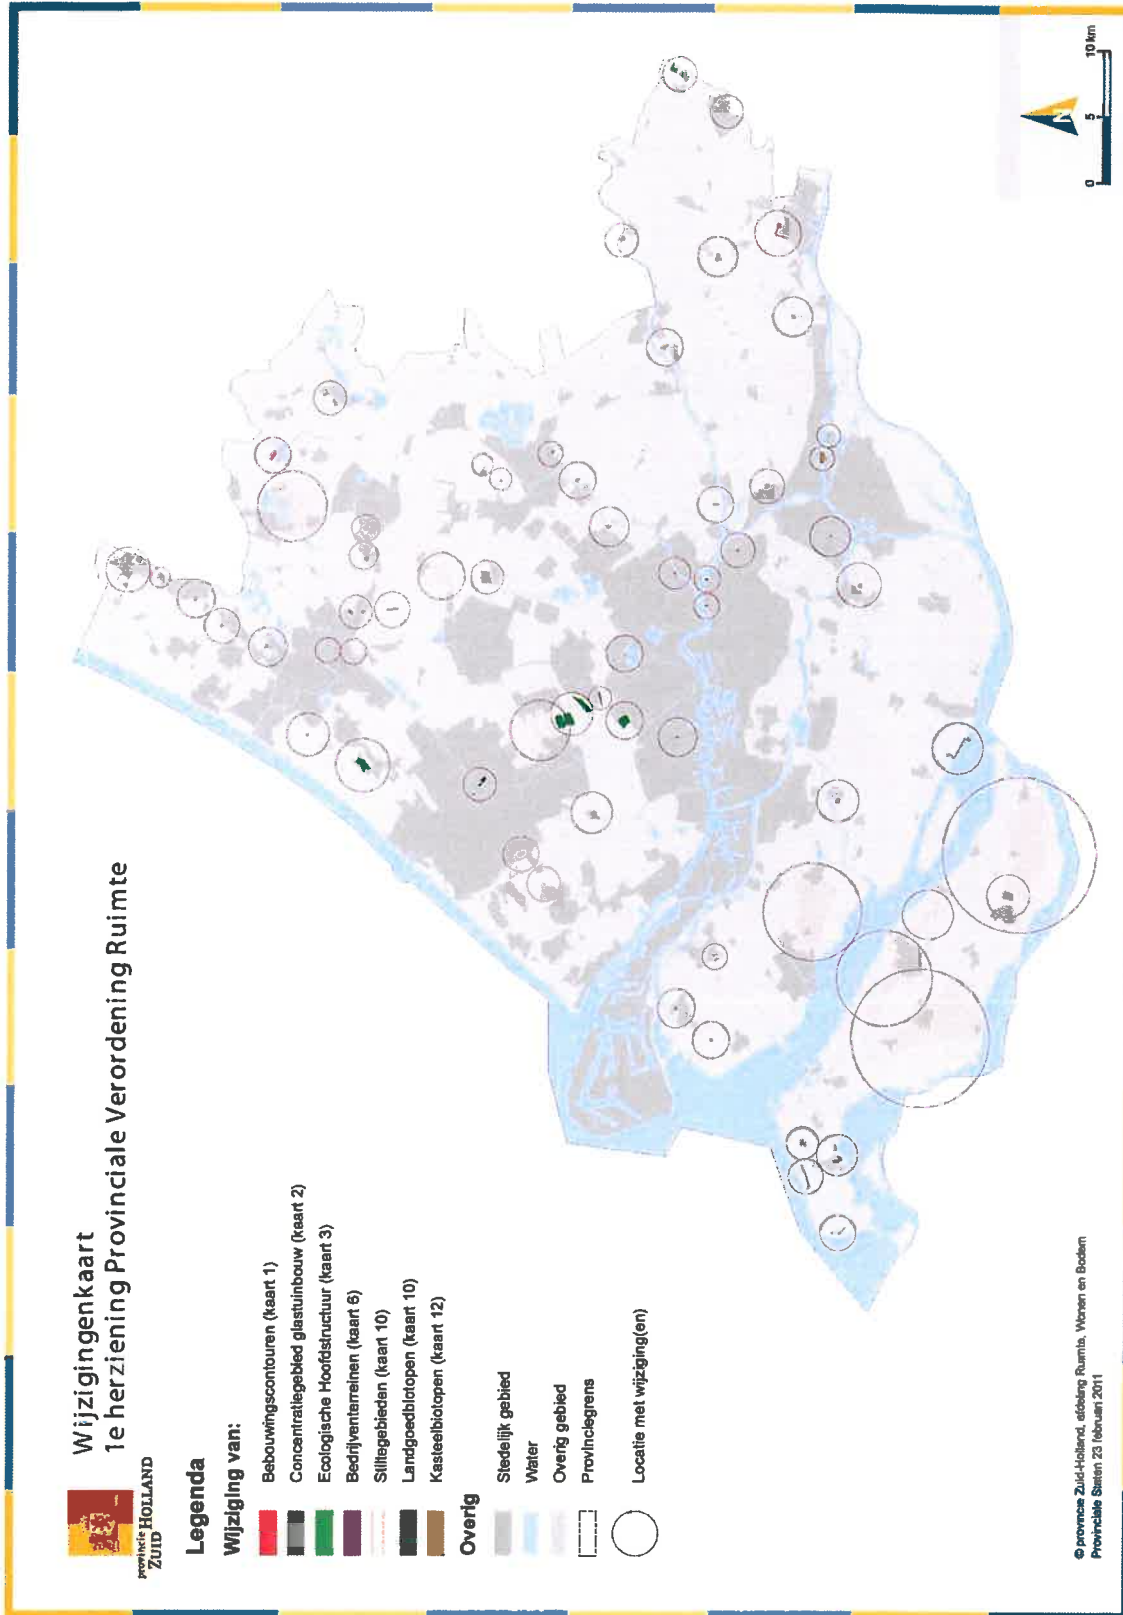 Wijzigingenkaart
1e herziening Provinciale Verordening Ruimte
provincie HOLLAND
ZUID
Legenda
Wijziging van:
Bebouwingscontouren (kaart 1)
Concentratiegebied glastuinbouw (kaart 2)
Ecologische Hoofdstructuur (kaart 3)
Bedrijventerreinen (kaart 6)
Stiltegebieden (kaart 10)
Landgoedbiotopen (kaart 10)
Kasteelbiotopen (kaart 12)
Overig
Stedelijk gebied
Water
Overig gebied
Provinciegrens
Locatie met wijziging(en)
© provincie Zuid-Holland, afdeling Ruimte, Wonen en Bodem
Provinciale Staten 23 februari 2011
N
0 5 10 km